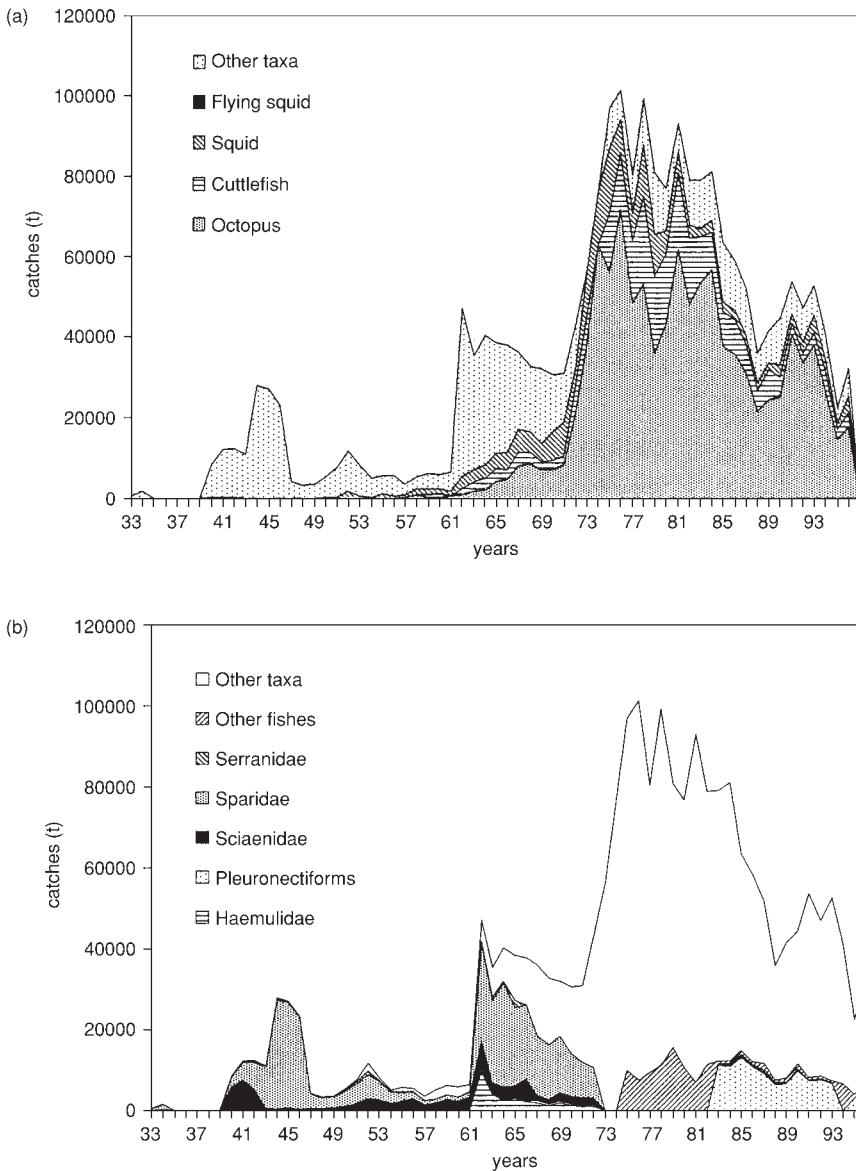 (a)
120000
100000
80000
60000
40000
20000
0
catches (t)
Other taxa
Flying squid
Squid
Cuttlefish
Octopus
33 37 41 45 49 53 57 61 65 69 73 77 81 85 89 93
years
(b)
120000
100000
80000
60000
40000
20000
0
catches (t)
Other taxa
Other fishes
Serranidae
Sparidae
Sciaenidae
Pleuronectiforms
Haemulidae
33 37 41 45 49 53 57 61 65 69 73 77 81 85 89 93
years